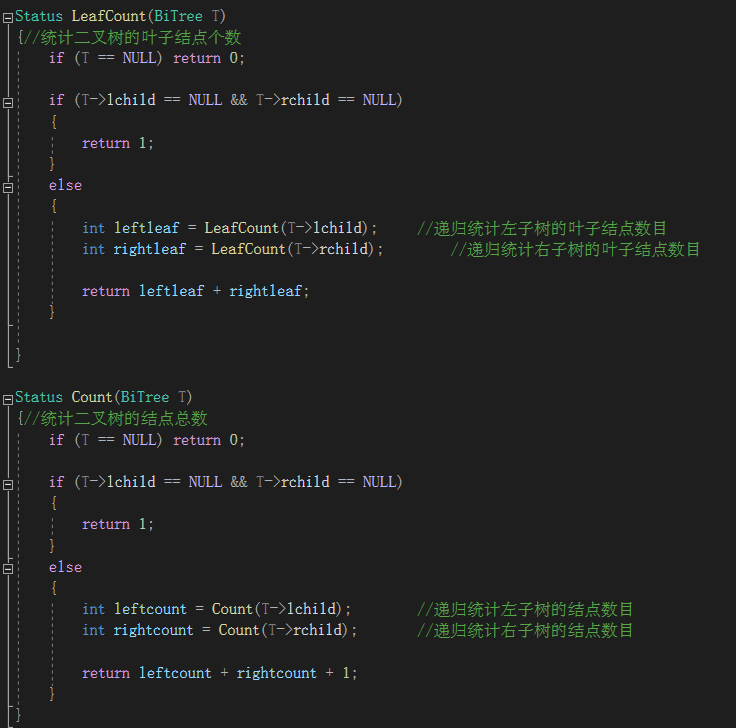 Status LeafCount(BiTree T)
{//统计二叉树的叶子结点个数
if (T == NULL) return 0;
if (T->lchild == NULL && T->rchild == NULL)
{
return 1;
}
else
{
int leftleaf = LeafCount(T->lchild); //递归统计左子树的叶子结点数目
int rightleaf = LeafCount(T->rchild); //递归统计右子树的叶子结点数目
return leftleaf + rightleaf;
}
}
Status Count(BiTree T)
{//统计二叉树的结点总数
if (T == NULL) return 0;
if (T->lchild == NULL && T->rchild == NULL)
{
return 1;
}
else
{
int leftcount = Count(T->lchild); //递归统计左子树的结点数目
int rightcount = Count(T->rchild); //递归统计右子树的结点数目
return leftcount + rightcount + 1;
}
}